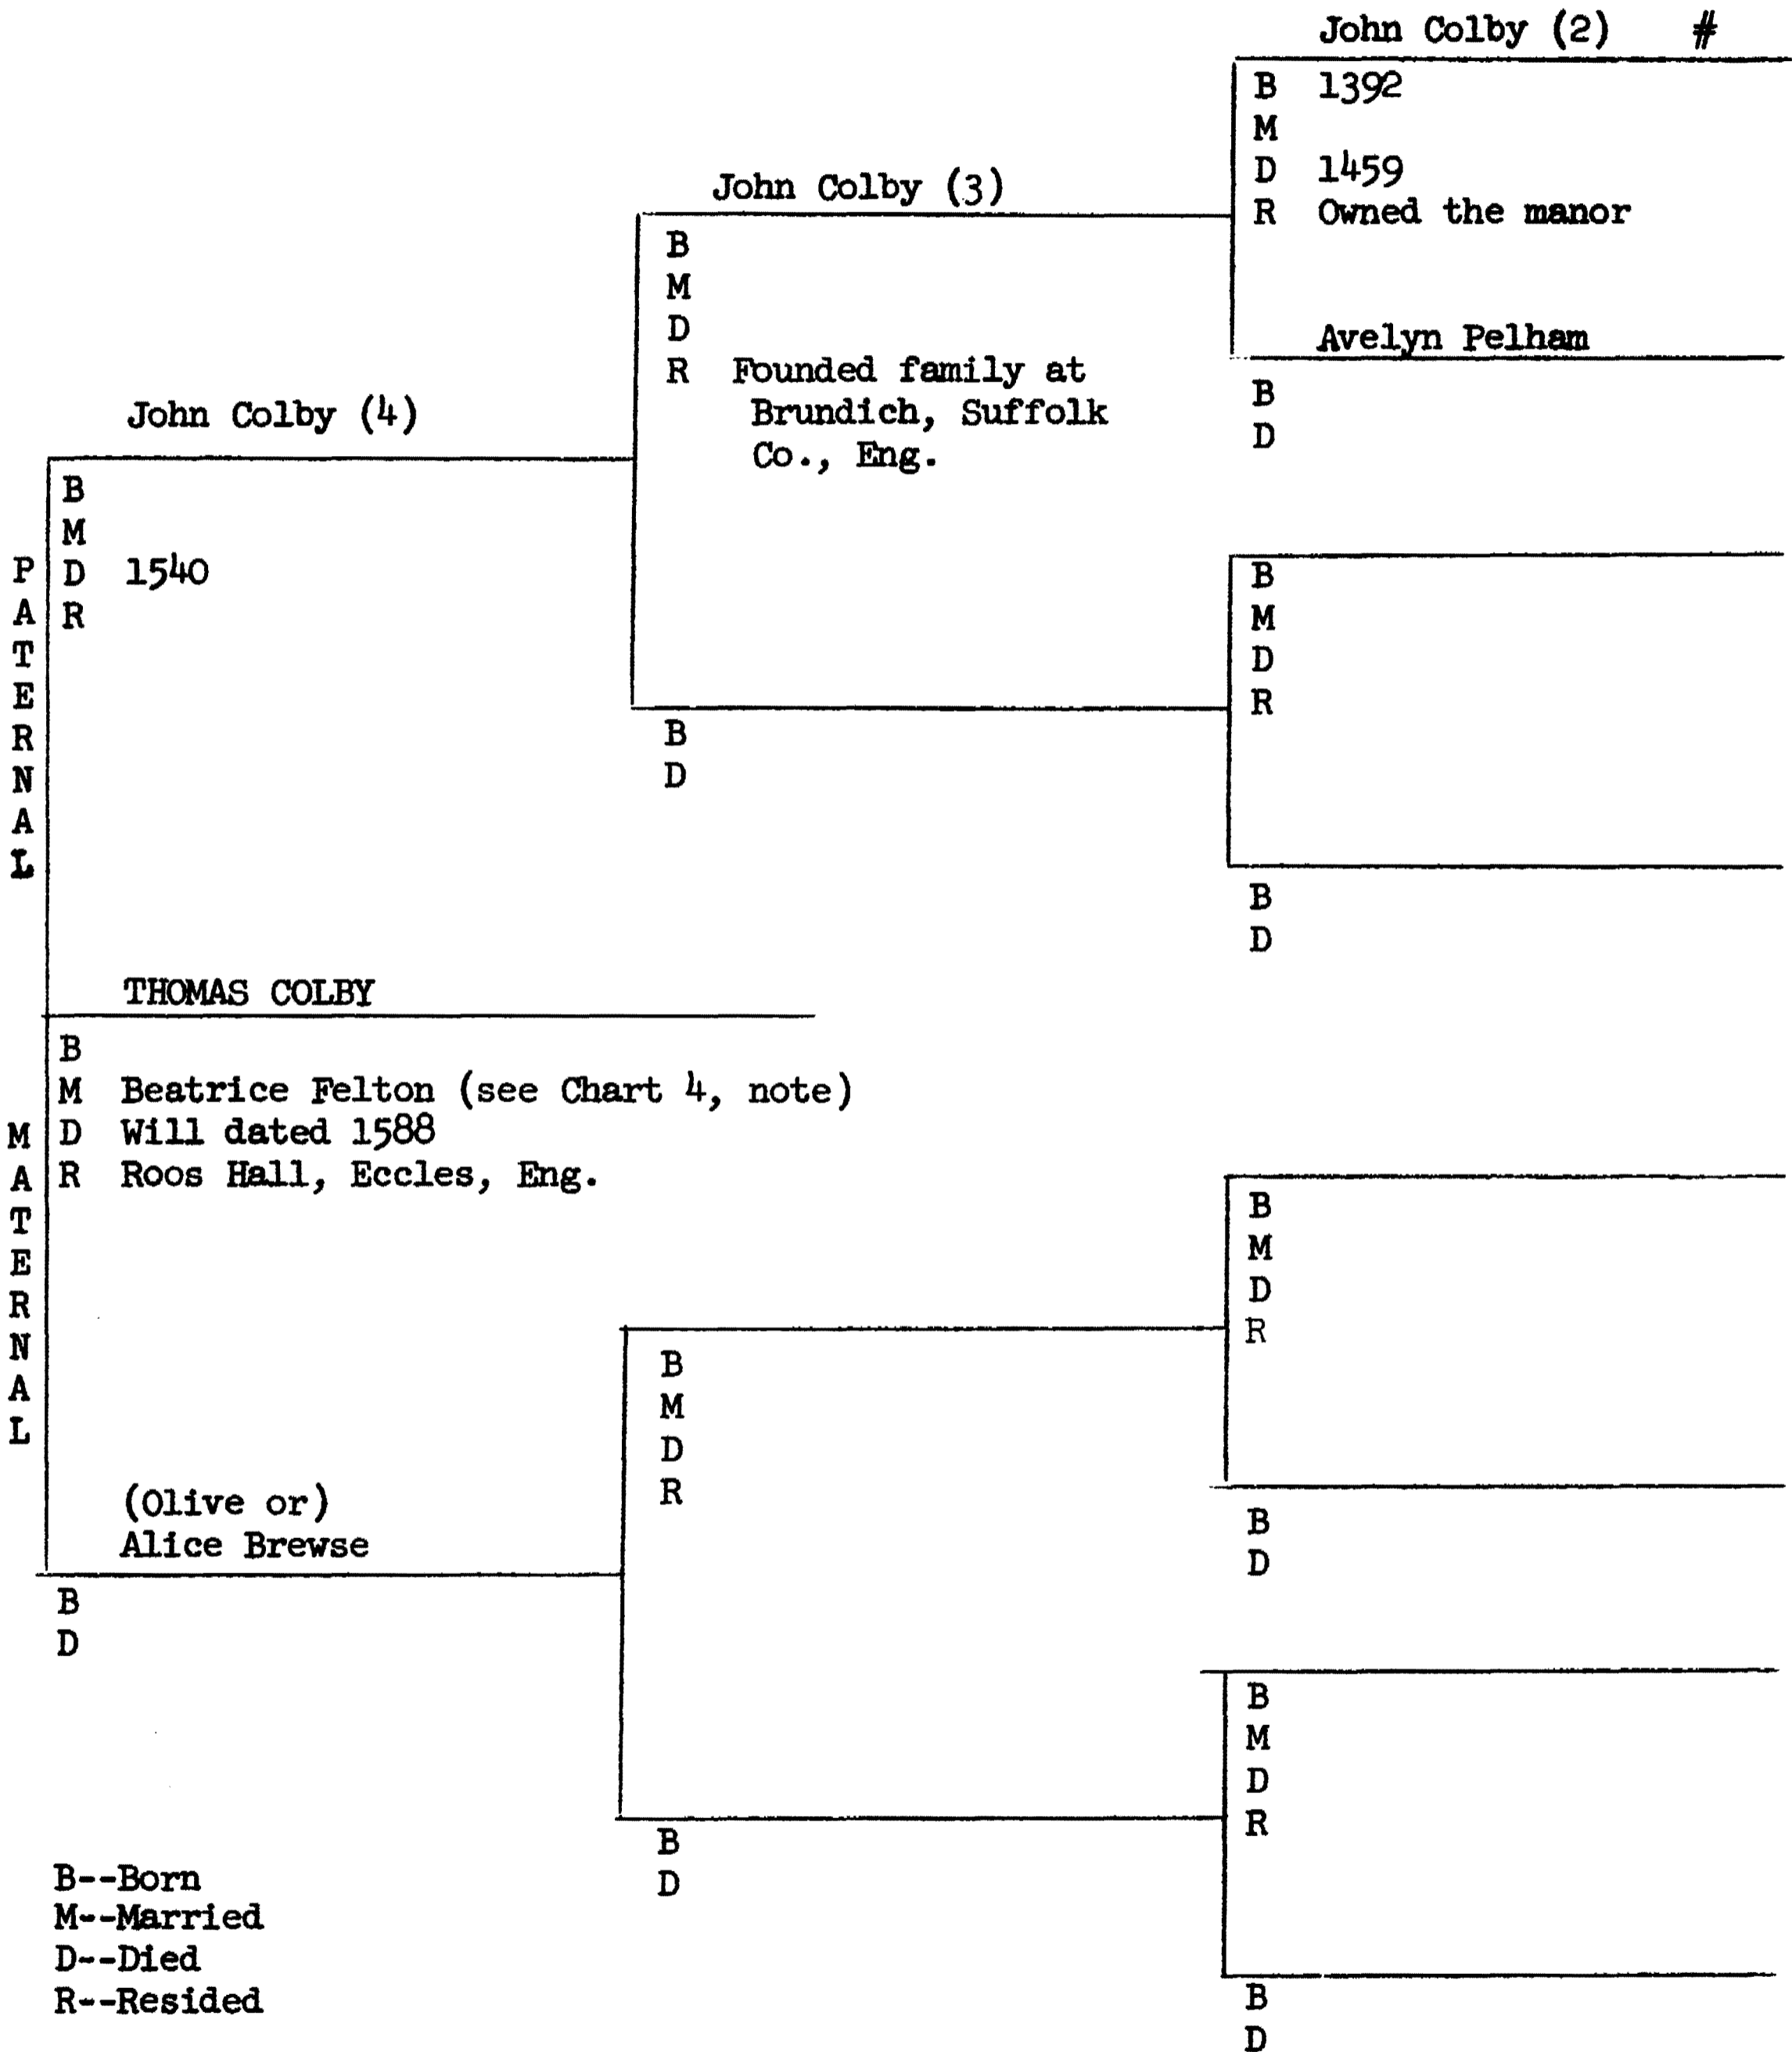 John Colby (2) #
B 1392
M
D 1459
R Owned the manor
John Colby (3)
B
M
D
R Founded family at
Brundich, Suffolk
Co., Eng.
Avelyn Pelham
B
D
John Colby (4)
B
M
D 1540
R
PATERNAL
B
M
D
R
B
D
B
D
THOMAS COLBY
B
M Beatrice Felton (see Chart 4, note)
D Will dated 1588
R Roos Hall, Eccles, Eng.
MATERNAL
B
M
D
R
B
M
D
R
B
D
(Olive or)
Alice Brewse
B
D
B
M
D
R
B
D
B
D
B--Born
M--Married
D--Died
R--Resided